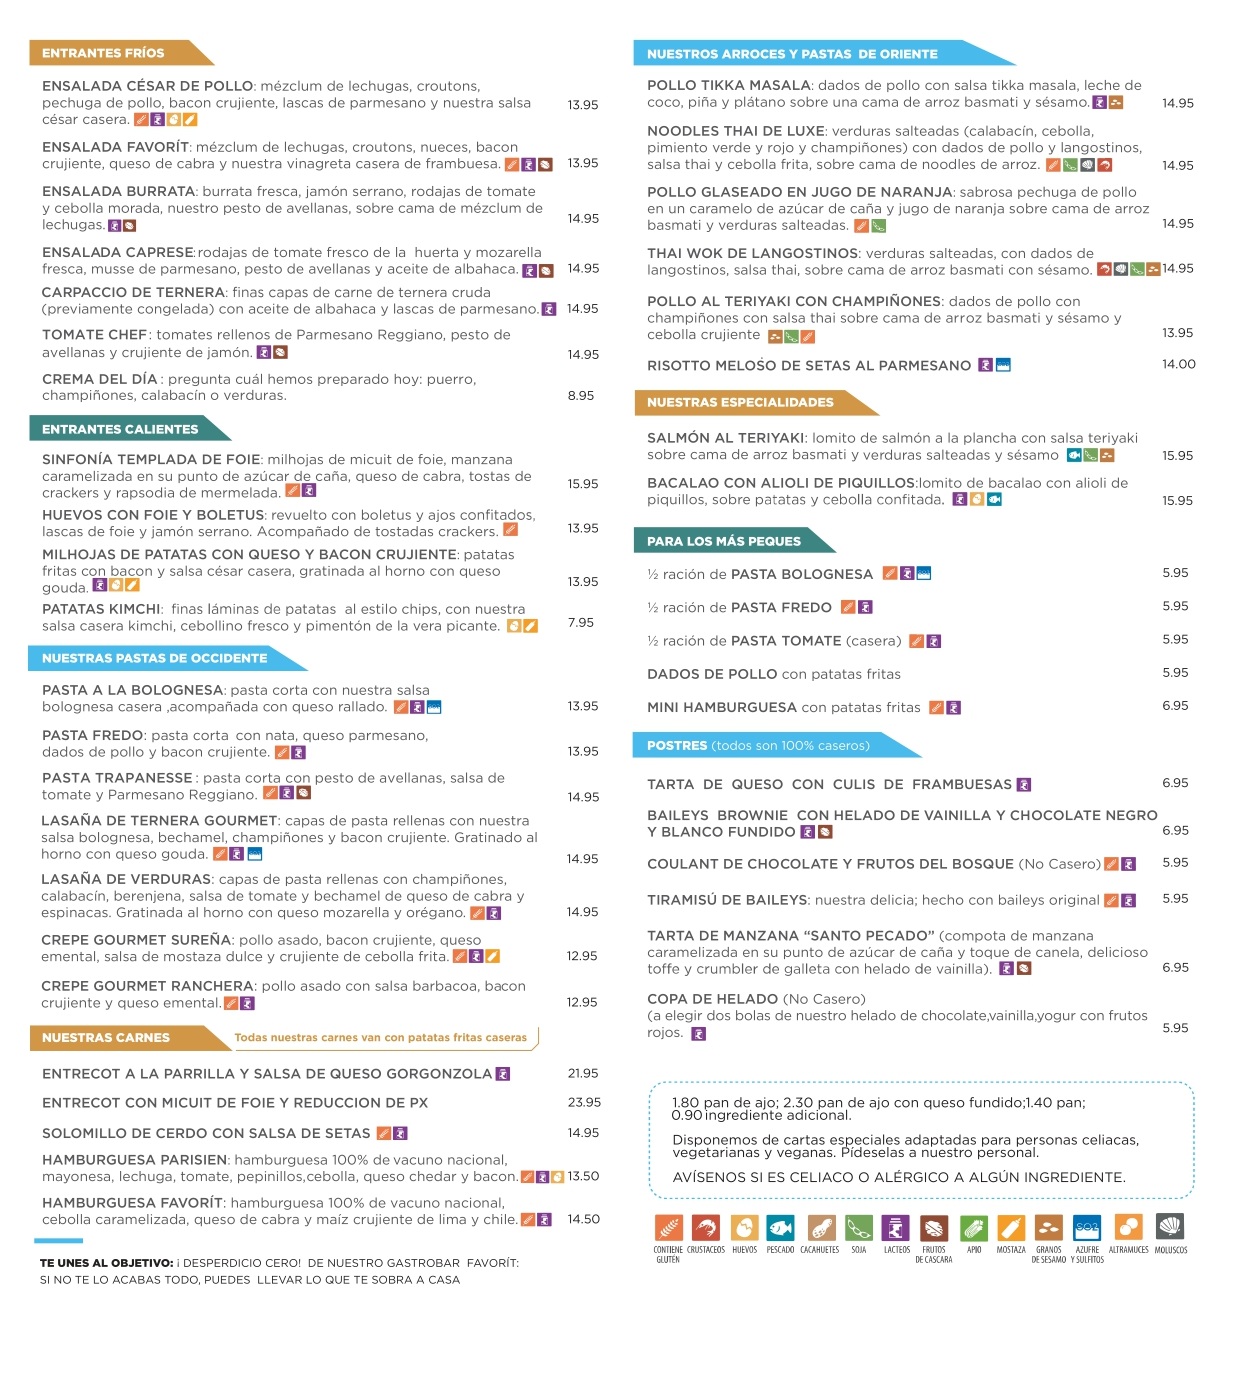 ENTRANTES FRÍOS
ENSALADA CÉSAR DE POLLO: mézclum de lechugas, croutons,
pechuga de pollo, bacon crujiente, lascas de parmesano y nuestra salsa
césar casera. 13.95
ENSALADA FAVORÍT: mézclum de lechugas, croutons, nueces, bacon
crujiente, queso de cabra y nuestra vinagreta casera de frambuesa. 13.95
ENSALADA BURRATA: burrata fresca, jamón serrano, rodajas de tomate
y cebolla morada, nuestro pesto de avellanas, sobre cama de mézclum de
lechugas. 14.95
ENSALADA CAPRESE: rodajas de tomate fresco de la huerta y mozarella
fresca, musse de parmesano, pesto de avellanas y aceite de albahaca. 14.95
CARPACCIO DE TERNERA: finas capas de carne de ternera cruda
(previamente congelada) con aceite de albahaca y lascas de parmesano. 14.95
TOMATE CHEF: tomates rellenos de Parmesano Reggiano, pesto de
avellanas y crujiente de jamón. 14.95
CREMA DEL DÍA : pregunta cuál hemos preparado hoy: puerro,
champiñones, calabacín o verduras. 8.95
ENTRANTES CALIENTES
SINFONÍA TEMPLADA DE FOIE: milhojas de micuit de foie, manzana
caramelizada en su punto de azúcar de caña, queso de cabra, tostas de
crackers y rapsodia de mermelada. 15.95
HUEVOS CON FOIE Y BOLETUS: revuelto con boletus y ajos confitados,
lascas de foie y jamón serrano. Acompañado de tostadas crackers. 13.95
MILHOJAS DE PATATAS CON QUESO Y BACON CRUJIENTE: patatas
fritas con bacon y salsa césar casera, gratinada al horno con queso
gouda. 13.95
PATATAS KIMCHI: finas láminas de patatas al estilo chips, con nuestra
salsa casera kimchi, cebollino fresco y pimentón de la vera picante. 7.95
NUESTRAS PASTAS DE OCCIDENTE
PASTA A LA BOLOGNESA: pasta corta con nuestra salsa
bolognesa casera ,acompañada con queso rallado. 13.95
PASTA FREDO: pasta corta con nata, queso parmesano,
dados de pollo y bacon crujiente. 13.95
PASTA TRAPANESSE : pasta corta con pesto de avellanas, salsa de
tomate y Parmesano Reggiano. 14.95
LASAÑA DE TERNERA GOURMET: capas de pasta rellenas con nuestra
salsa bolognesa, bechamel, champiñones y bacon crujiente. Gratinado al
horno con queso gouda. 14.95
LASAÑA DE VERDURAS: capas de pasta rellenas con champiñones,
calabacín, berenjena, salsa de tomate y bechamel de queso de cabra y
espinacas. Gratinada al horno con queso mozarella y orégano. 14.95
CREPE GOURMET SUREÑA: pollo asado, bacon crujiente, queso
emental, salsa de mostaza dulce y crujiente de cebolla frita. 12.95
CREPE GOURMET RANCHERA: pollo asado con salsa barbacoa, bacon
crujiente y queso emental. 12.95
NUESTRAS CARNES Todas nuestras carnes van con patatas fritas caseras
ENTRECOT A LA PARRILLA Y SALSA DE QUESO GORGONZOLA 21.95
ENTRECOT CON MICUIT DE FOIE Y REDUCCION DE PX 23.95
SOLOMILLO DE CERDO CON SALSA DE SETAS 14.95
HAMBURGUESA PARISIEN: hamburguesa 100% de vacuno nacional,
mayonesa, lechuga, tomate, pepinillos,cebolla, queso chedar y bacon. 13.50
HAMBURGUESA FAVORÍT: hamburguesa 100% de vacuno nacional,
cebolla caramelizada, queso de cabra y maíz crujiente de lima y chile. 14.50
TE UNES AL OBJETIVO: ¡ DESPERDICIO CERO! DE NUESTRO GASTROBAR FAVORÍT:
SI NO TE LO ACABAS TODO, PUEDES LLEVAR LO QUE TE SOBRA A CASA
NUESTROS ARROCES Y PASTAS DE ORIENTE
POLLO TIKKA MASALA: dados de pollo con salsa tikka masala, leche de
coco, piña y plátano sobre una cama de arroz basmati y sésamo. 14.95
NOODLES THAI DE LUXE: verduras salteadas (calabacín, cebolla,
pimiento verde y rojo y champiñones) con dados de pollo y langostinos,
salsa thai y cebolla frita, sobre cama de noodles de arroz. 14.95
POLLO GLASEADO EN JUGO DE NARANJA: sabrosa pechuga de pollo
en un caramelo de azúcar de caña y jugo de naranja sobre cama de arroz
basmati y verduras salteadas. 14.95
THAI WOK DE LANGOSTINOS: verduras salteadas, con dados de
langostinos, salsa thai, sobre cama de arroz basmati con sésamo. 14.95
POLLO AL TERIYAKI CON CHAMPIÑONES: dados de pollo con
champiñones con salsa thai sobre cama de arroz basmati y sésamo y
cebolla crujiente 13.95
RISOTTO MELOSO DE SETAS AL PARMESANO 14.00
NUESTRAS ESPECIALIDADES
SALMÓN AL TERIYAKI: lomito de salmón a la plancha con salsa teriyaki
sobre cama de arroz basmati y verduras salteadas y sésamo 15.95
BACALAO CON ALIOLI DE PIQUILLOS:lomito de bacalao con alioli de
piquillos, sobre patatas y cebolla confitada. 15.95
PARA LOS MÁS PEQUES
½ ración de PASTA BOLOGNESA 5.95
½ ración de PASTA FREDO 5.95
½ ración de PASTA TOMATE (casera) 5.95
DADOS DE POLLO con patatas fritas 5.95
MINI HAMBURGUESA con patatas fritas 6.95
POSTRES (todos son 100% caseros)
TARTA DE QUESO CON CULIS DE FRAMBUESAS 6.95
BAILEYS BROWNIE CON HELADO DE VAINILLA Y CHOCOLATE NEGRO
Y BLANCO FUNDIDO 6.95
COULANT DE CHOCOLATE Y FRUTOS DEL BOSQUE (No Casero) 5.95
TIRAMISÚ DE BAILEYS: nuestra delicia; hecho con baileys original 5.95
TARTA DE MANZANA “SANTO PECADO” (compota de manzana
caramelizada en su punto de azúcar de caña y toque de canela, delicioso
toffe y crumbler de galleta con helado de vainilla). 6.95
COPA DE HELADO (No Casero)
(a elegir dos bolas de nuestro helado de chocolate,vainilla,yogur con frutos
rojos. 5.95
1.80 pan de ajo; 2.30 pan de ajo con queso fundido;1.40 pan;
0.90 ingrediente adicional.
Disponemos de cartas especiales adaptadas para personas celiacas,
vegetarianas y veganas. Pídeselas a nuestro personal.
AVÍSENOS SI ES CELIACO O ALÉRGICO A ALGÚN INGREDIENTE.
SO2
CONTIENE GLUTÉN CRUSTACEOS HUEVOS PESCADO CACAHUETES SOJA LACTEOS FRUTOS DE CASCARA APIO MOSTAZA GRANOS DE SESAMO AZUFRE Y SULFITOS ALTRAMUCES MOLUSCOS